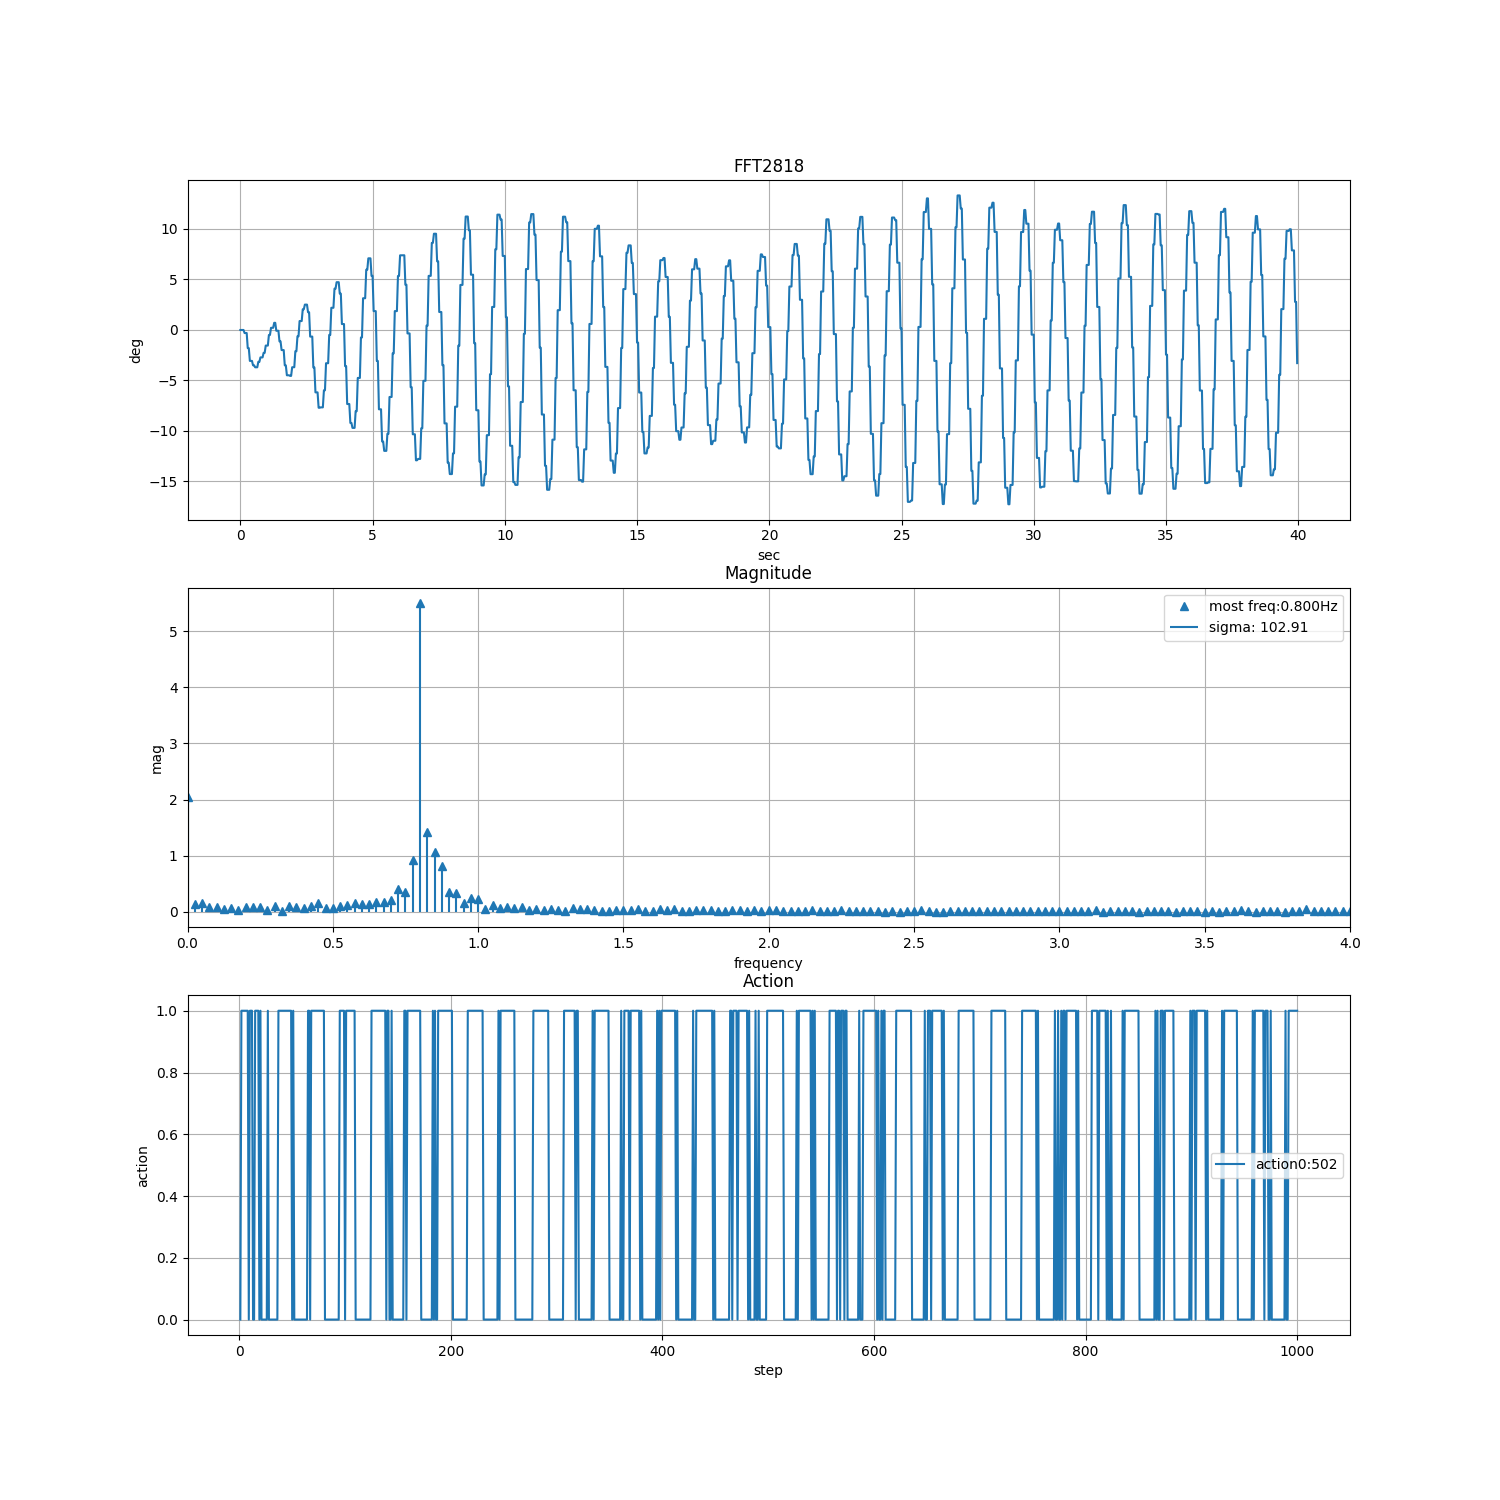 FFT2818
10
5
0
−5
−10
−15
deg
0 5 10 15 20 25 30 35 40
sec
Magnitude
most freq:0.800Hz
sigma: 102.91
5
4
3
2
1
0
mag
0.0 0.5 1.0 1.5 2.0 2.5 3.0 3.5 4.0
frequency
Action
1.0
0.8
0.6
0.4
0.2
0.0
action
action0:502
0 200 400 600 800 1000
step